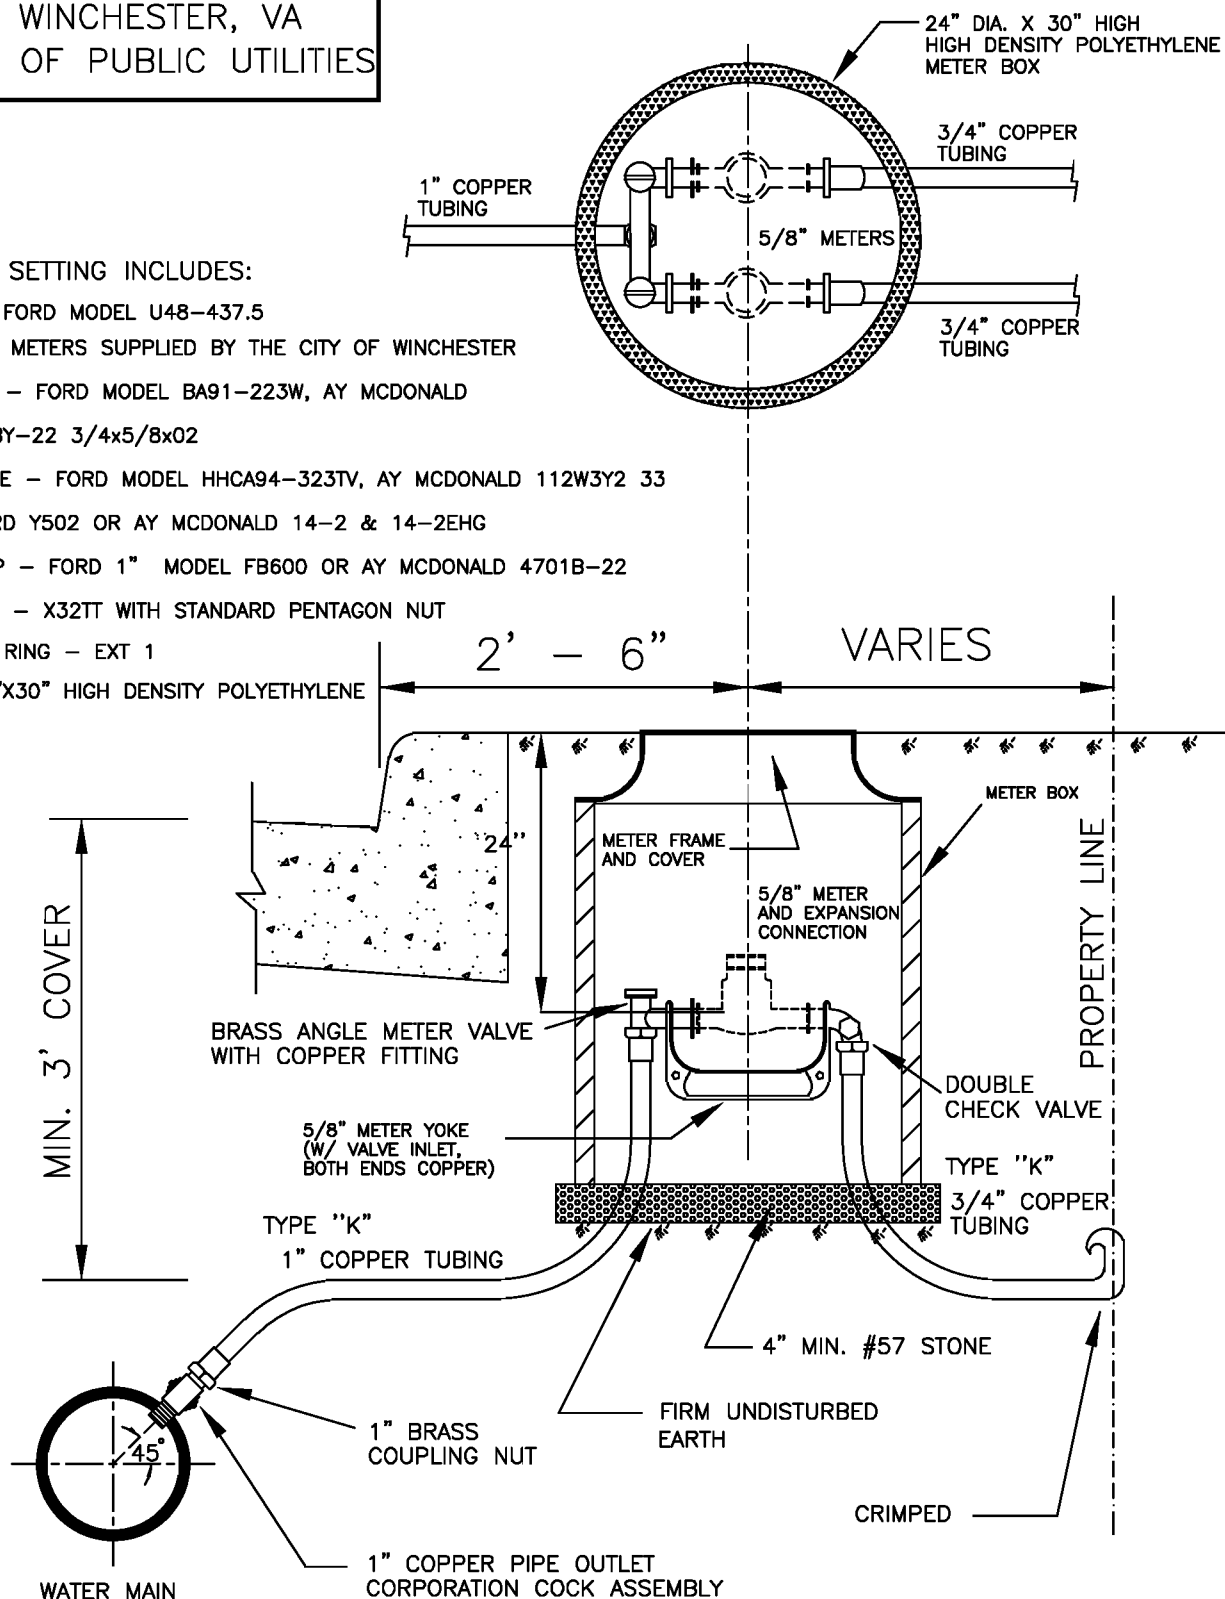 WINCHESTER, VA
OF PUBLIC UTILITIES
24" DIA. X 30" HIGH
HIGH DENSITY POLYETHYLENE
METER BOX
3/4" COPPER
TUBING
1" COPPER
TUBING
5/8" METERS
3/4" COPPER
TUBING
SETTING INCLUDES:
FORD MODEL U48-437.5
METERS SUPPLIED BY THE CITY OF WINCHESTER
- FORD MODEL BA91-223W, AY MCDONALD
BY-22 3/4x5/8x02
E - FORD MODEL HHCA94-323TV, AY MCDONALD 112W3Y2 33
RD Y502 OR AY MCDONALD 14-2 & 14-2EHG
P - FORD 1" MODEL FB600 OR AY MCDONALD 4701B-22
- X32TT WITH STANDARD PENTAGON NUT
RING - EXT 1
"X30" HIGH DENSITY POLYETHYLENE
2' - 6"
VARIES
METER BOX
24"
METER FRAME
AND COVER
5/8" METER
AND EXPANSION
CONNECTION
PROPERTY LINE
MIN. 3' COVER
BRASS ANGLE METER VALVE
WITH COPPER FITTING
DOUBLE
CHECK VALVE
5/8" METER YOKE
(W/ VALVE INLET,
BOTH ENDS COPPER)
TYPE "K"
3/4" COPPER
TUBING
TYPE "K"
1" COPPER TUBING
4" MIN. #57 STONE
FIRM UNDISTURBED
EARTH
1" BRASS
COUPLING NUT
45°
CRIMPED
1" COPPER PIPE OUTLET
CORPORATION COCK ASSEMBLY
WATER MAIN